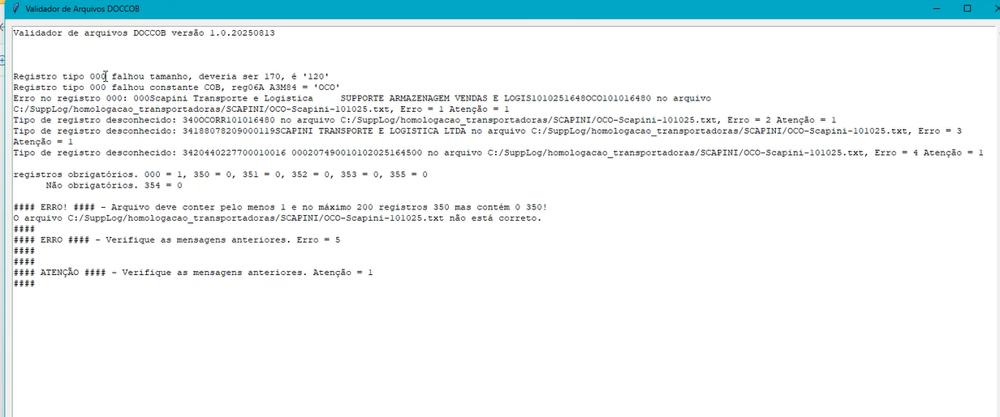 Validador de Arquivos DOCCOB
Validador de arquivos DOCCOB versão 1.0.20250813
Registro tipo 000 falhou tamanho, deveria ser 170, é '120'
Registro tipo 000 falhou constante COB, reg06A A3M84 = 'OCO'
Erro no registro 000: 000Scapini Transporte e Logistica     SUPPORTE ARMAZENAGEM VENDAS E LOGIS1010251648OCO101016480 no arquivo
C:/SuppLog/homologacao_transportadoras/SCAPINI/OCO-Scapini-101025.txt, Erro = 1 Atenção = 1
Tipo de registro desconhecido: 340OCORR101016480 no arquivo C:/SuppLog/homologacao_transportadoras/SCAPINI/OCO-Scapini-101025.txt, Erro = 2 Atenção = 1
Tipo de registro desconhecido: 34188078209000119SCAPINI TRANSPORTE E LOGISTICA LTDA no arquivo C:/SuppLog/homologacao_transportadoras/SCAPINI/OCO-Scapini-101025.txt, Erro = 3
Atenção = 1
Tipo de registro desconhecido: 3420440227700010016 000207490010102025164500 no arquivo C:/SuppLog/homologacao_transportadoras/SCAPINI/OCO-Scapini-101025.txt, Erro = 4 Atenção = 1
registros obrigatórios. 000 = 1, 350 = 0, 351 = 0, 352 = 0, 353 = 0, 355 = 0
Não obrigatórios. 354 = 0
#### ERRO! #### - Arquivo deve conter pelo menos 1 e no máximo 200 registros 350 mas contém 0 350!
O arquivo C:/SuppLog/homologacao_transportadoras/SCAPINI/OCO-Scapini-101025.txt não está correto.
####
#### ERRO #### - Verifique as mensagens anteriores. Erro = 5
####
####
#### ATENÇÃO #### - Verifique as mensagens anteriores. Atenção = 1
####